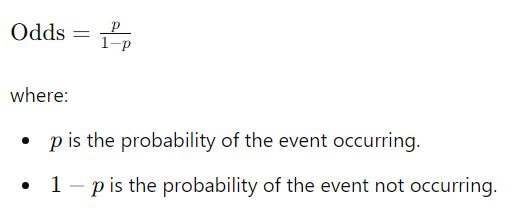 Odds = p/1−p
where:
• p is the probability of the event occurring.
• 1 − p is the probability of the event not occurring.